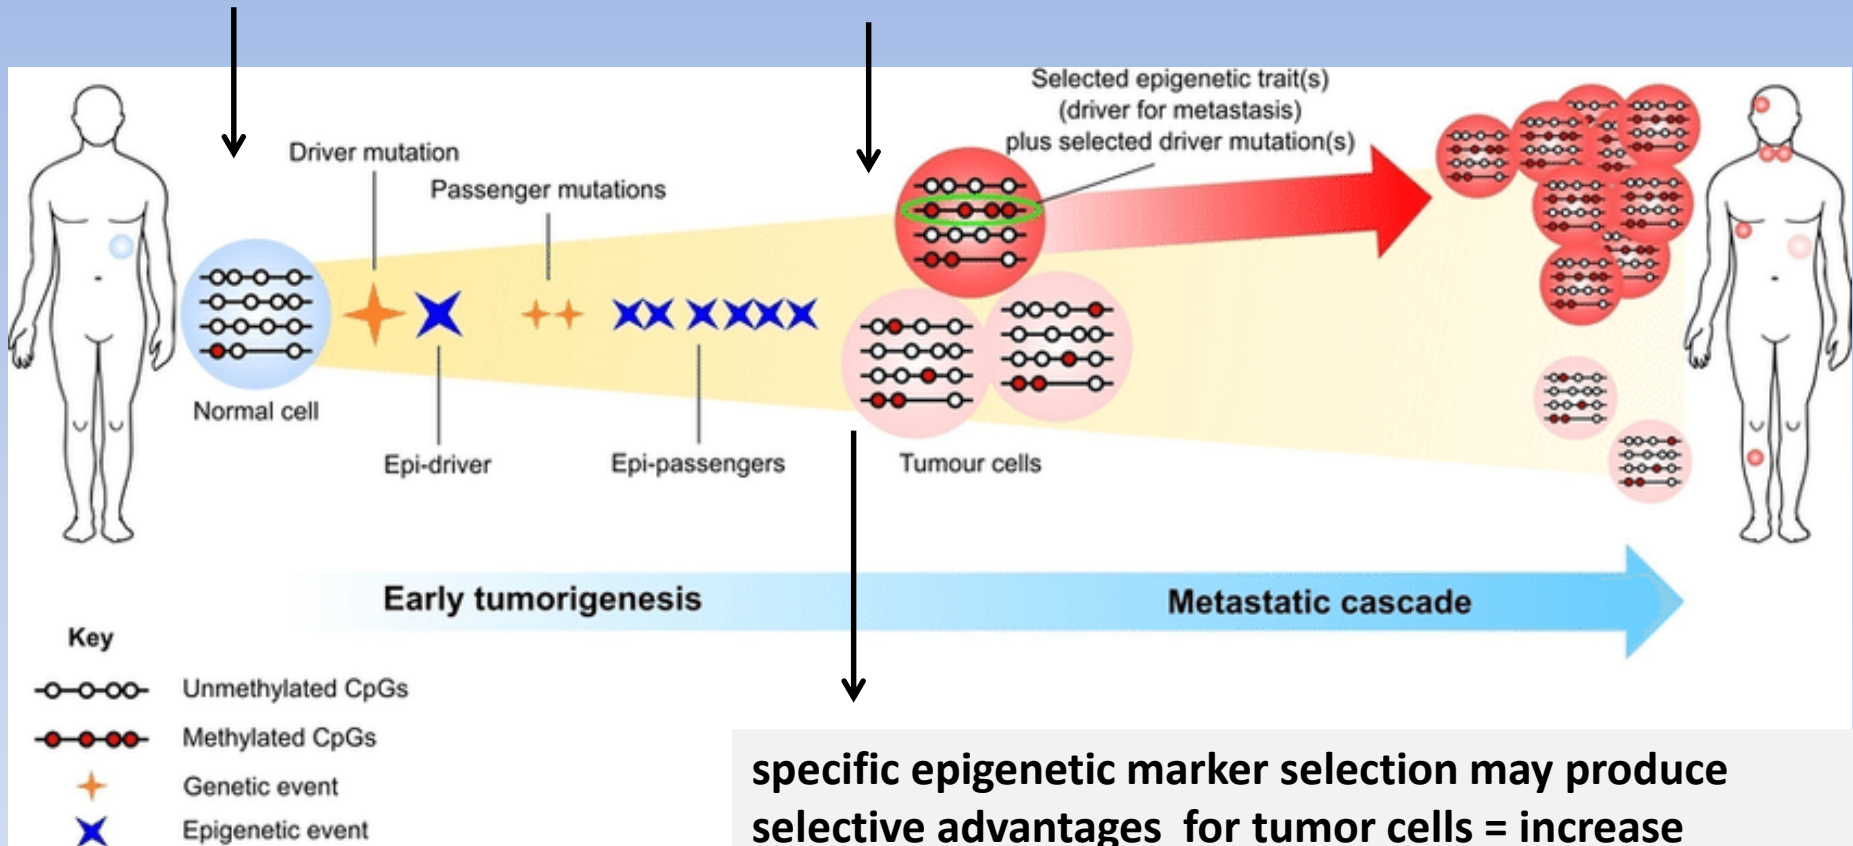 Selected epigenetic trait(s)
(driver for metastasis)
plus selected driver mutation(s)
Driver mutation
Passenger mutations
Normal cell
Epi-driver
Epi-passengers
Tumour cells
Early tumorigenesis
Metastatic cascade
Key
Unmethylated CpGs
Methylated CpGs
Genetic event
Epigenetic event
specific epigenetic marker selection may produce
selective advantages for tumor cells = increase